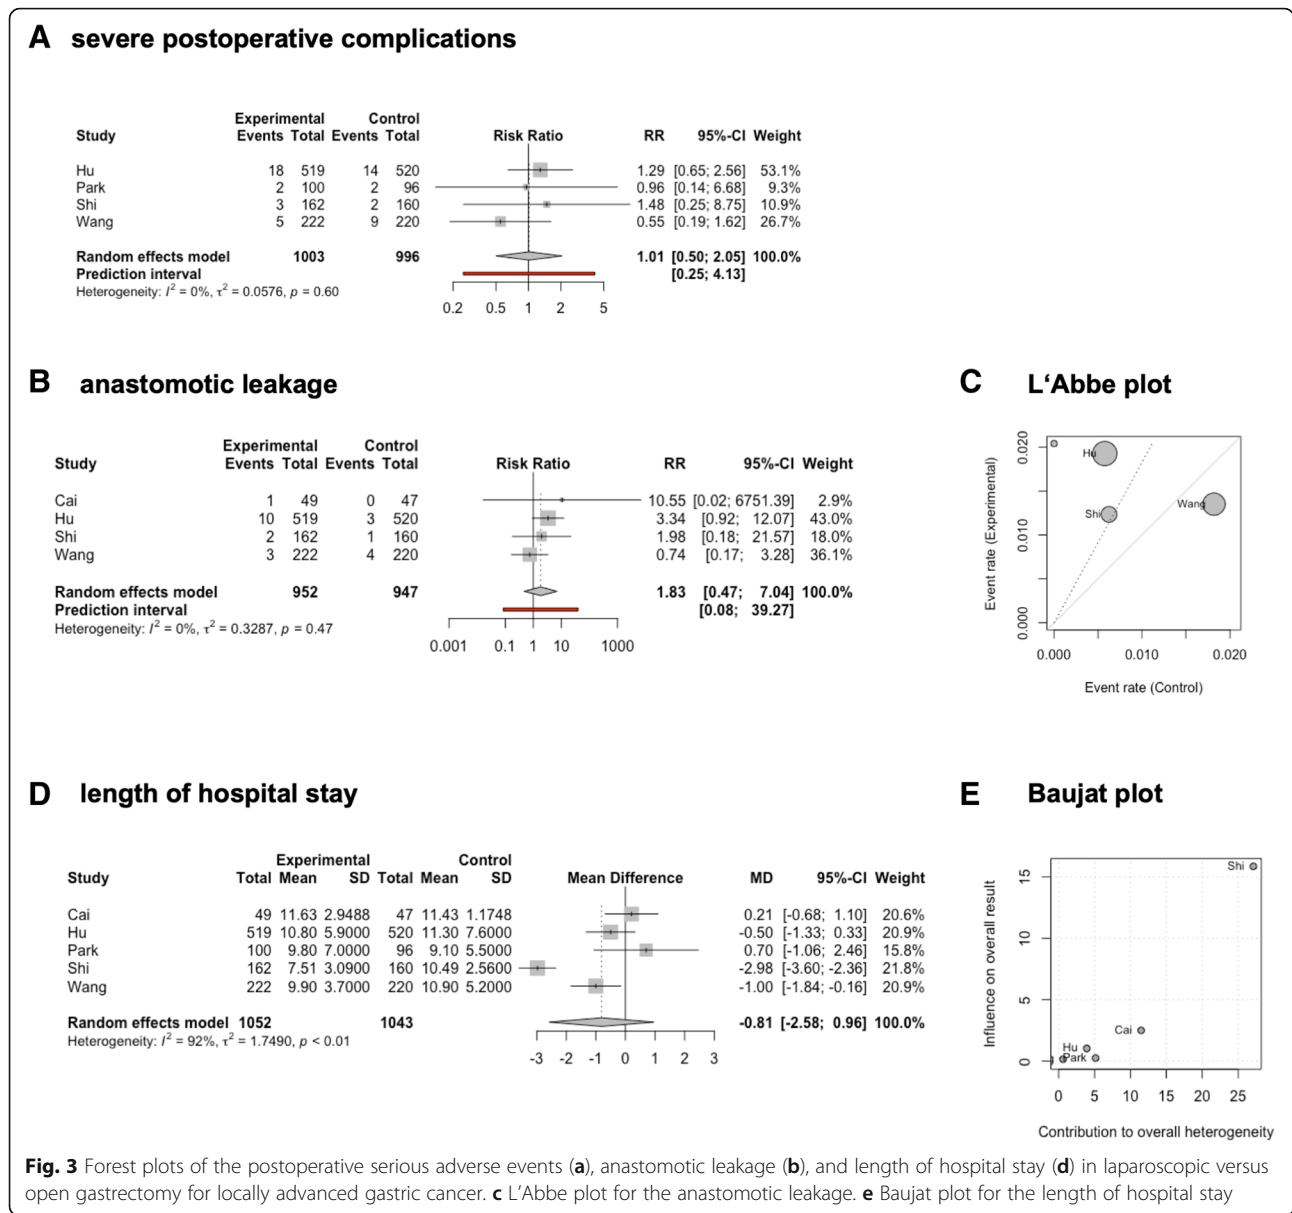 A severe postoperative complications
Experimental Control
Study Events Total Events Total Risk Ratio RR 95%-CI Weight
Hu 18 519 14 520 1.29 [0.65; 2.56] 53.1%
Park 2 100 2 96 0.96 [0.14; 6.68] 9.3%
Shi 3 162 2 160 1.48 [0.25; 8.75] 10.9%
Wang 5 222 9 220 0.55 [0.19; 1.62] 26.7%
Random effects model 1003 996 1.01 [0.50; 2.05] 100.0%
Prediction interval [0.25; 4.13]
Heterogeneity: I² = 0%, τ² = 0.0576, p = 0.60
0.2 0.5 1 2 5
B anastomotic leakage
Experimental Control
Study Events Total Events Total Risk Ratio RR 95%-CI Weight
Cai 1 49 0 47 10.55 [0.02; 6751.39] 2.9%
Hu 10 519 3 520 3.34 [0.92; 12.07] 43.0%
Shi 2 162 1 160 1.98 [0.18; 21.57] 18.0%
Wang 3 222 4 220 0.74 [0.17; 3.28] 36.1%
Random effects model 952 947 1.83 [0.47; 7.04] 100.0%
Prediction interval [0.08; 39.27]
Heterogeneity: I² = 0%, τ² = 0.3287, p = 0.47
0.001 0.1 1 10 1000
C L‘Abbe plot
Event rate (Experimental)
0.020
0.010
0.000
Hu
Wang
Shi
0.000 0.010 0.020
Event rate (Control)
D length of hospital stay
Experimental Control
Study Total Mean SD Total Mean SD Mean Difference MD 95%-CI Weight
Cai 49 11.63 2.9488 47 11.43 1.1748 0.21 [-0.68; 1.10] 20.6%
Hu 519 10.80 5.9000 520 11.30 7.6000 -0.50 [-1.33; 0.33] 20.9%
Park 100 9.80 7.0000 96 9.10 5.5000 0.70 [-1.06; 2.46] 15.8%
Shi 162 7.51 3.0900 160 10.49 2.5600 -2.98 [-3.60; -2.36] 21.8%
Wang 222 9.90 3.7000 220 10.90 5.2000 -1.00 [-1.84; -0.16] 20.9%
Random effects model 1052 1043 -0.81 [-2.58; 0.96] 100.0%
Heterogeneity: I² = 92%, τ² = 1.7490, p < 0.01
-3 -2 -1 0 1 2 3
E Baujat plot
Influence on overall result
15
10
5
0
Shi
Cai
Hu
Park
0 5 10 15 20 25
Contribution to overall heterogeneity
Fig. 3 Forest plots of the postoperative serious adverse events (a), anastomotic leakage (b), and length of hospital stay (d) in laparoscopic versus
open gastrectomy for locally advanced gastric cancer. c L’Abbe plot for the anastomotic leakage. e Baujat plot for the length of hospital stay